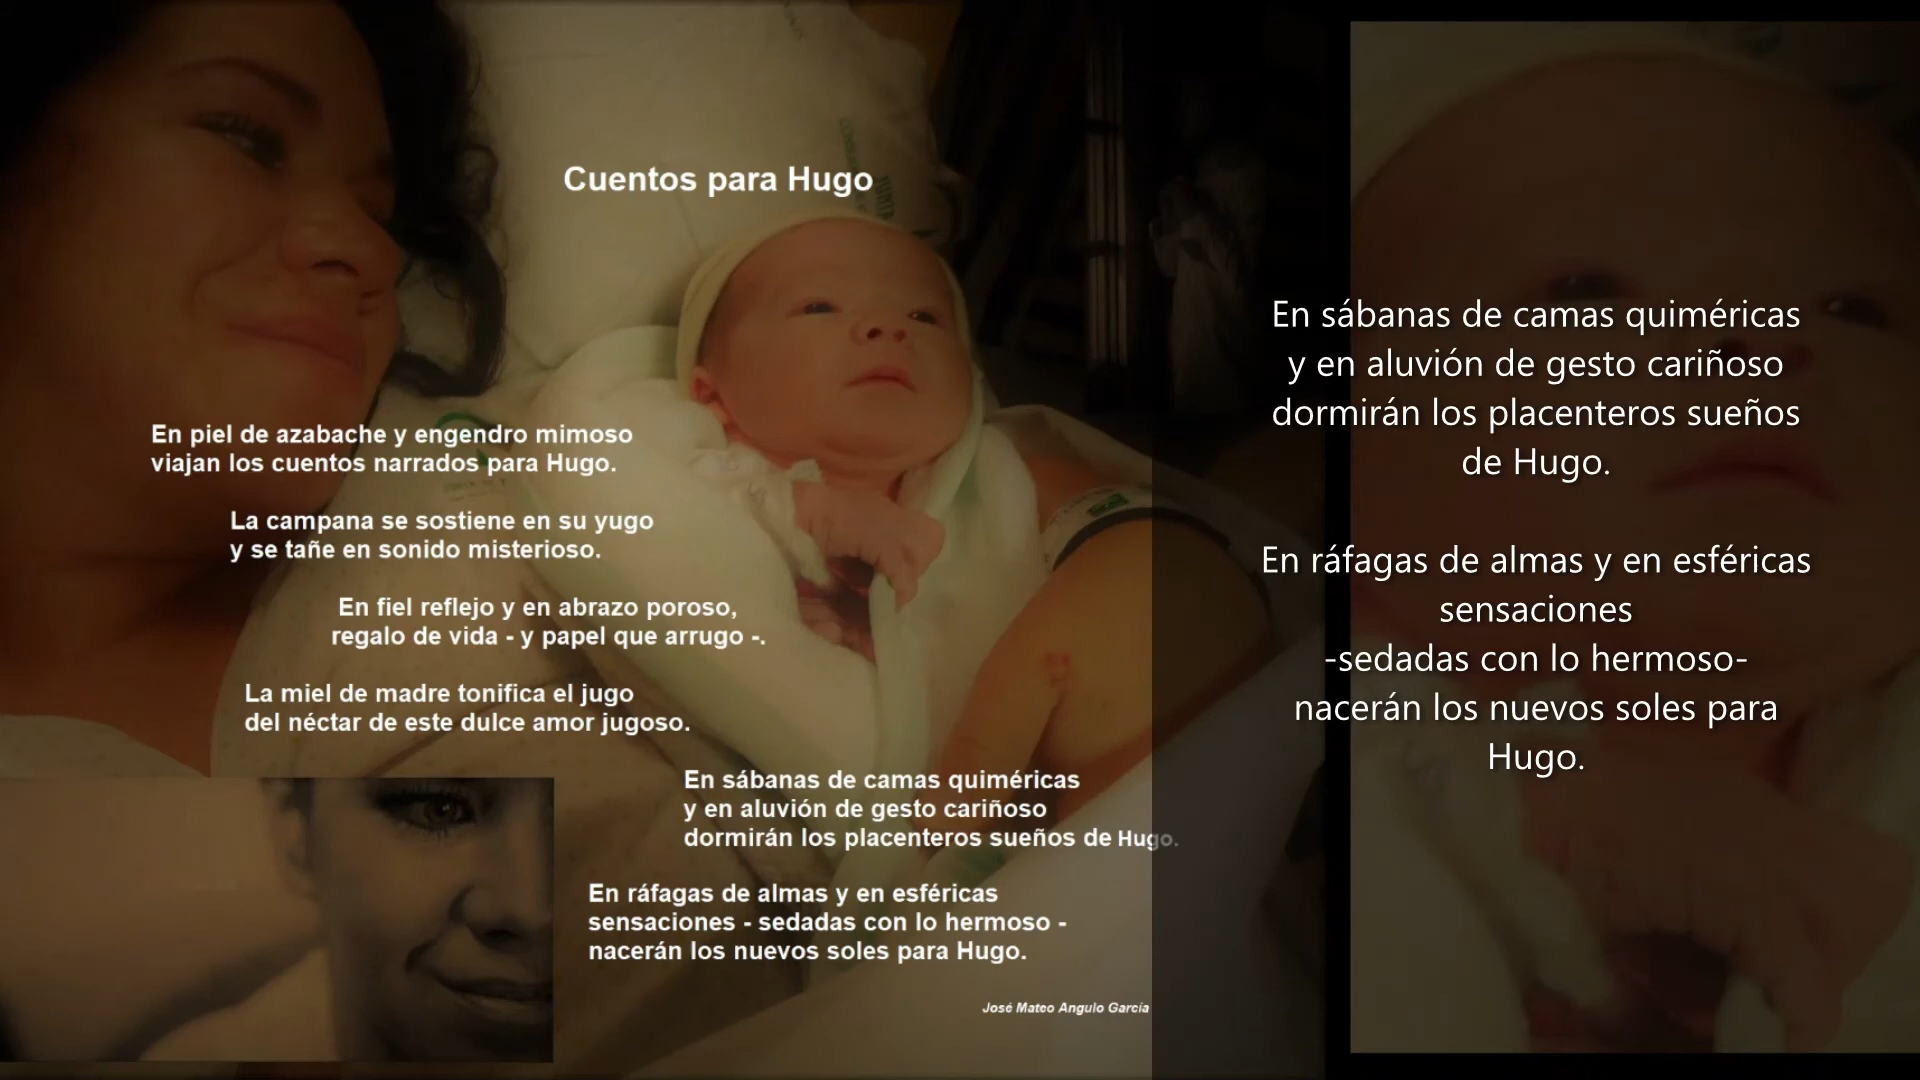 Cuentos para Hugo
En piel de azabache y engendro mimoso
viajan los cuentos narrados para Hugo.
La campana se sostiene en su yugo
y se tañe en sonido misterioso.
En fiel reflejo y en abrazo poroso,
regalo de vida - y papel que arrugo -.
La miel de madre tonifica el jugo
del néctar de este dulce amor jugoso.
En sábanas de camas quiméricas
y en aluvión de gesto cariñoso
dormirán los placenteros sueños de Hugo.
En ráfagas de almas y en esféricas
sensaciones - sedadas con lo hermoso -
nacerán los nuevos soles para Hugo.
José Mateo Angulo García
En sábanas de camas quiméricas
y en aluvión de gesto cariñoso
dormirán los placenteros sueños
de Hugo.
En ráfagas de almas y en esféricas
sensaciones
-sedadas con lo hermoso-
nacerán los nuevos soles para
Hugo.